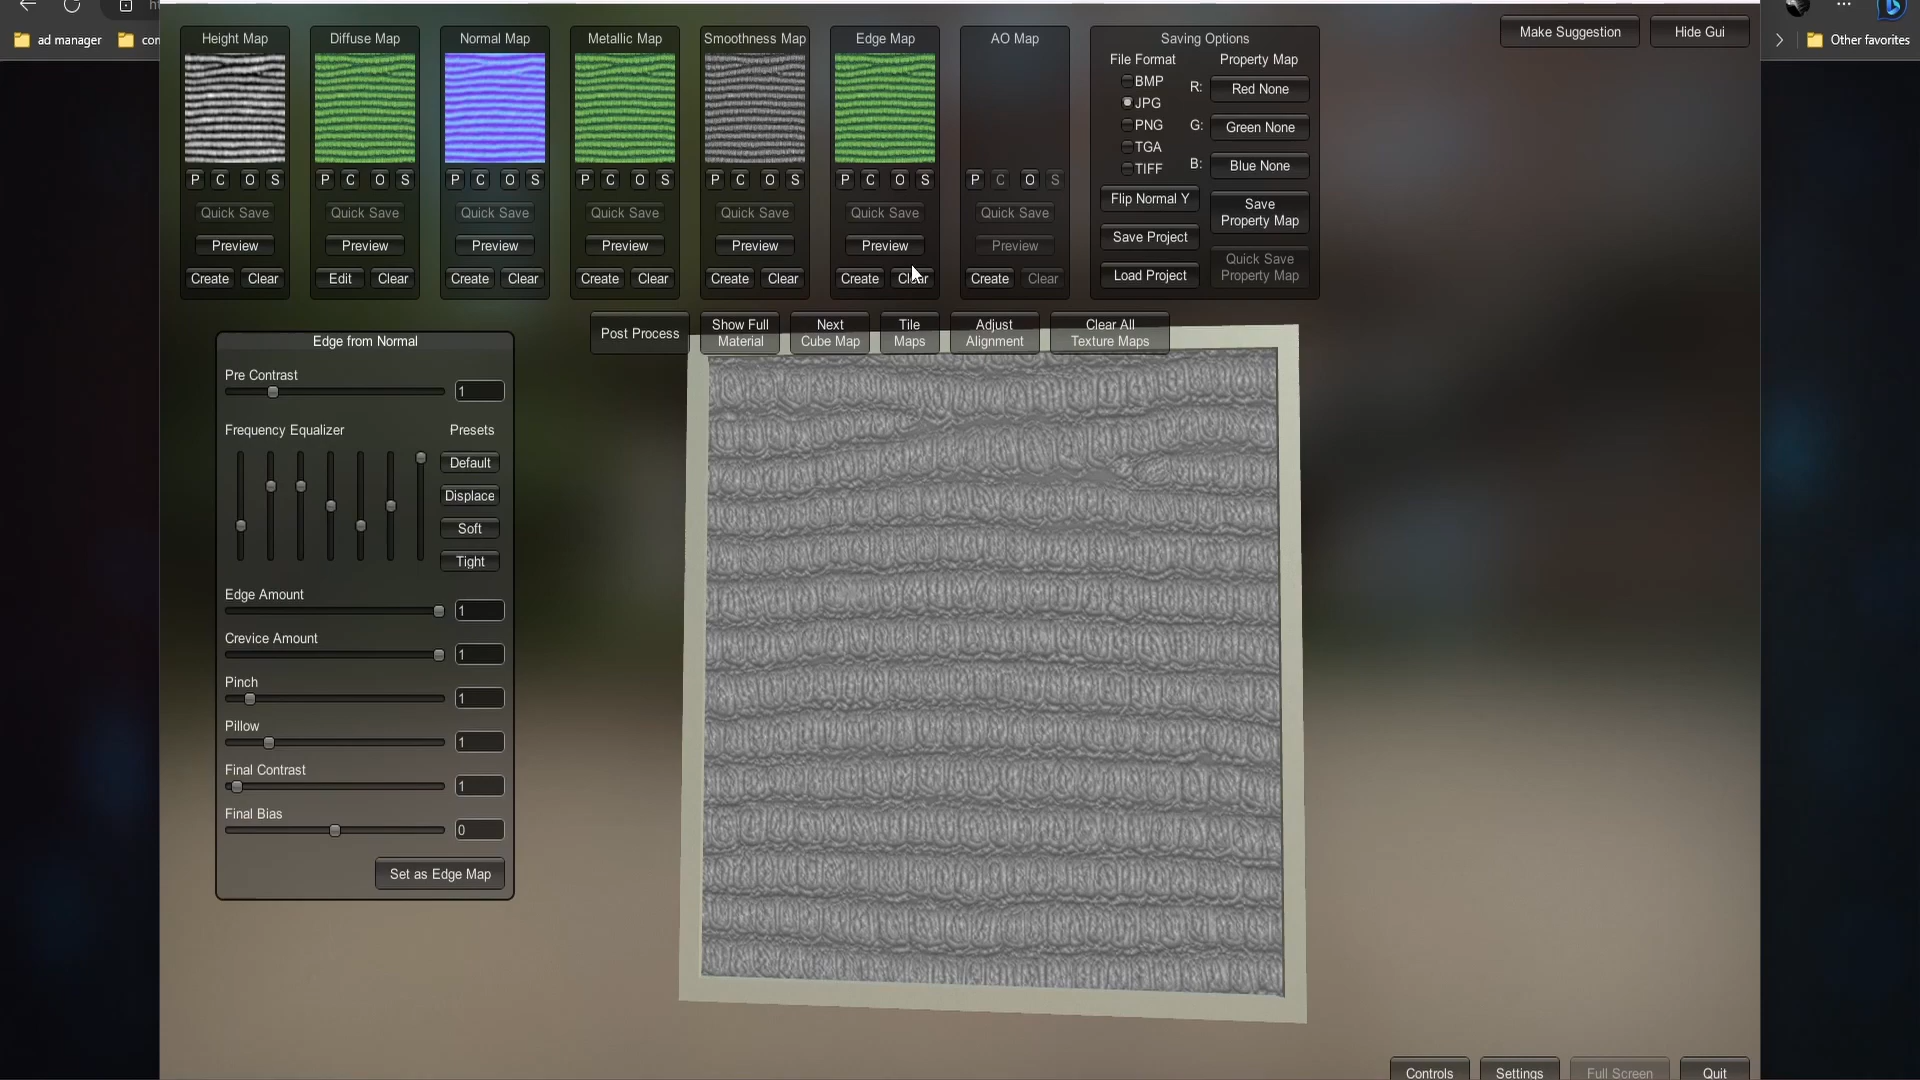 ad manager
Other favorites
Height Map
Diffuse Map
Normal Map
Metallic Map
Smoothness Map
Edge Map
AO Map
P C O S
P C O S
P C O S
P C O S
P C O S
P C O S
P C O S
Quick Save
Quick Save
Quick Save
Quick Save
Quick Save
Quick Save
Quick Save
Preview
Preview
Preview
Preview
Preview
Preview
Preview
Create Clear
Edit Clear
Create Clear
Create Clear
Create Clear
Create Clear
Create Clear
Saving Options
File Format
Property Map
BMP
JPG
PNG
TGA
TIFF
R: Red None
G: Green None
B: Blue None
Flip Normal Y
Save
Property Map
Save Project
Load Project
Quick Save
Property Map
Make Suggestion
Hide Gui
Post Process
Show Full
Material
Next
Cube Map
Tile
Maps
Adjust
Alignment
Clear All
Texture Maps
Edge from Normal
Pre Contrast
1
Frequency Equalizer
Presets
Default
Displace
Soft
Tight
Edge Amount
1
Crevice Amount
1
Pinch
1
Pillow
1
Final Contrast
1
Final Bias
0
Set as Edge Map
Controls
Settings
Full Screen
Quit